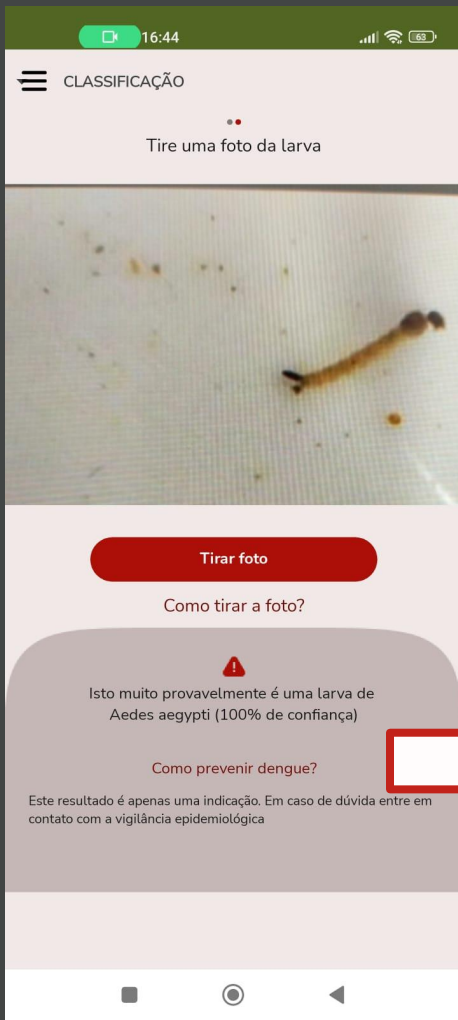 16:44
63
CLASSIFICAÇÃO
Tire uma foto da larva
Tirar foto
Como tirar a foto?
Isto muito provavelmente é uma larva de
Aedes aegypti (100% de confiança)
Como prevenir dengue?
Este resultado é apenas uma indicação. Em caso de dúvida entre em
contato com a vigilância epidemiológica